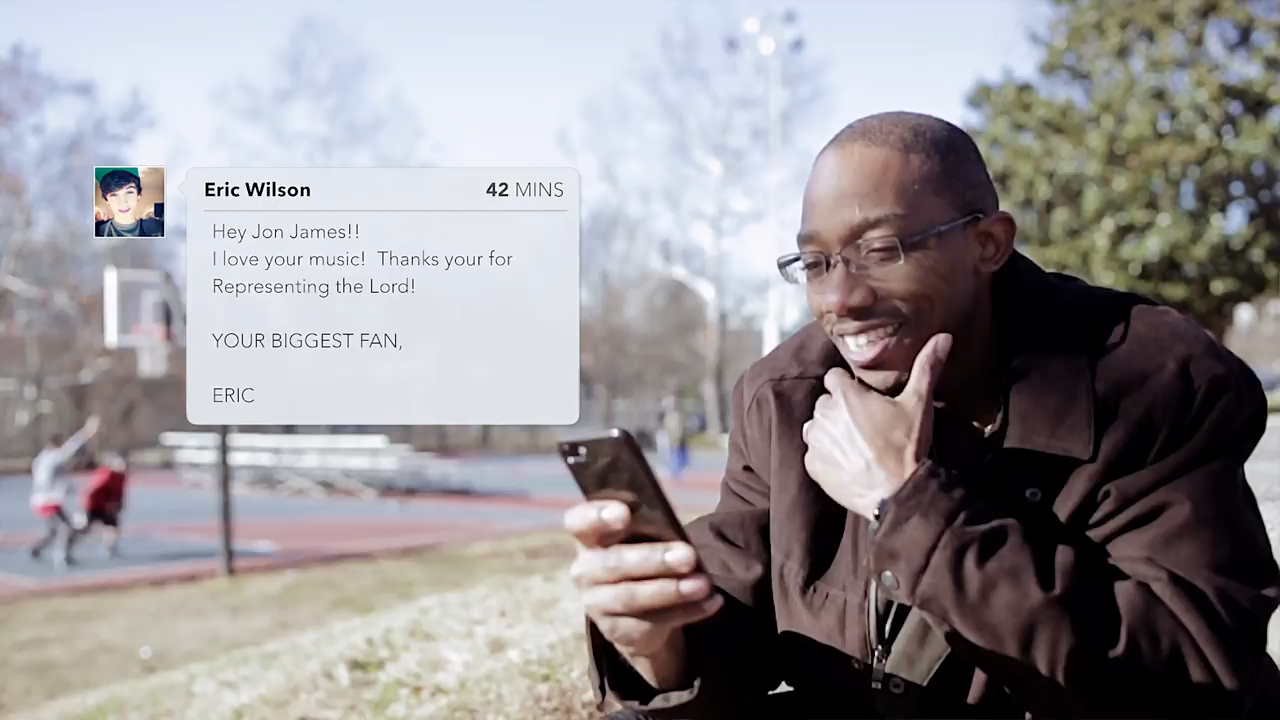 Eric Wilson 42 MINS
Hey Jon James!!
I love your music! Thanks your for
Representing the Lord!
YOUR BIGGEST FAN,
ERIC